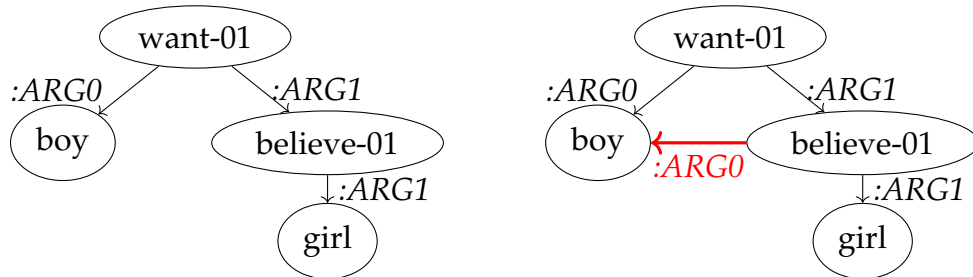 want-01 want-01
:ARG0 :ARG1 :ARG0 :ARG1
boy believe-01 boy believe-01
:ARG0
:ARG1 :ARG1
girl girl